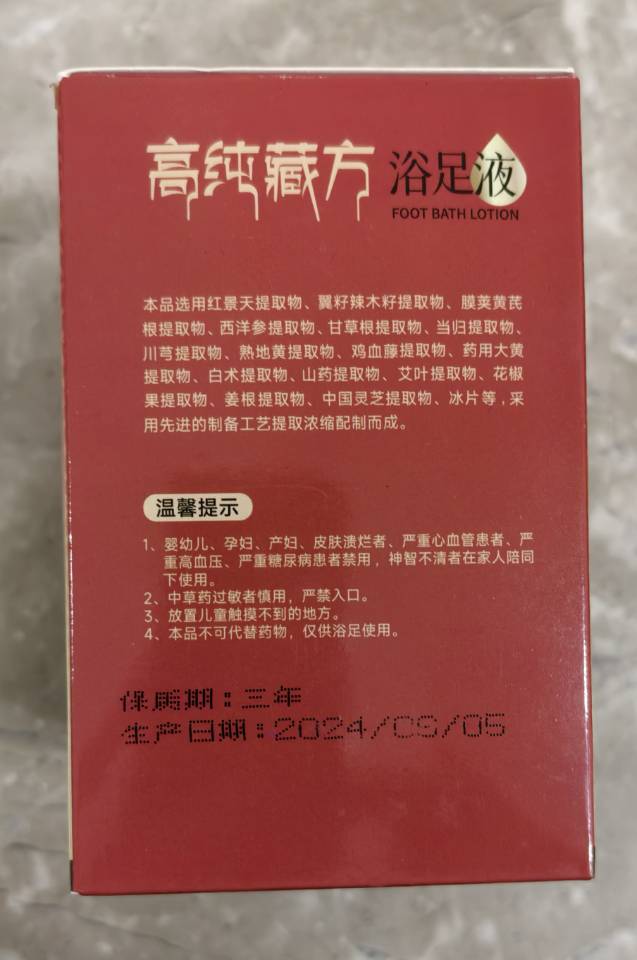 高纯藏方 浴足液
FOOT BATH LOTION
本品选用红景天提取物、翼籽辣木籽提取物、膜荚黄芪
根提取物、西洋参提取物、甘草根提取物、当归提取物、
川芎提取物、熟地黄提取物、鸡血藤提取物、药用大黄
提取物、白术提取物、山药提取物、艾叶提取物、花椒
果提取物、姜根提取物、中国灵芝提取物、冰片等,采
用先进的制备工艺提取浓缩配制而成。
温馨提示
1、婴幼儿、孕妇、产妇、皮肤溃烂者、严重心血管患者、严
重高血压、严重糖尿病患者禁用，神智不清者在家人陪同
下使用。
2、中草药过敏者慎用，严禁入口。
3、放置儿童触摸不到的地方。
4、本品不可代替药物，仅供浴足使用。
保质期:三年
生产日期:2024/09/05